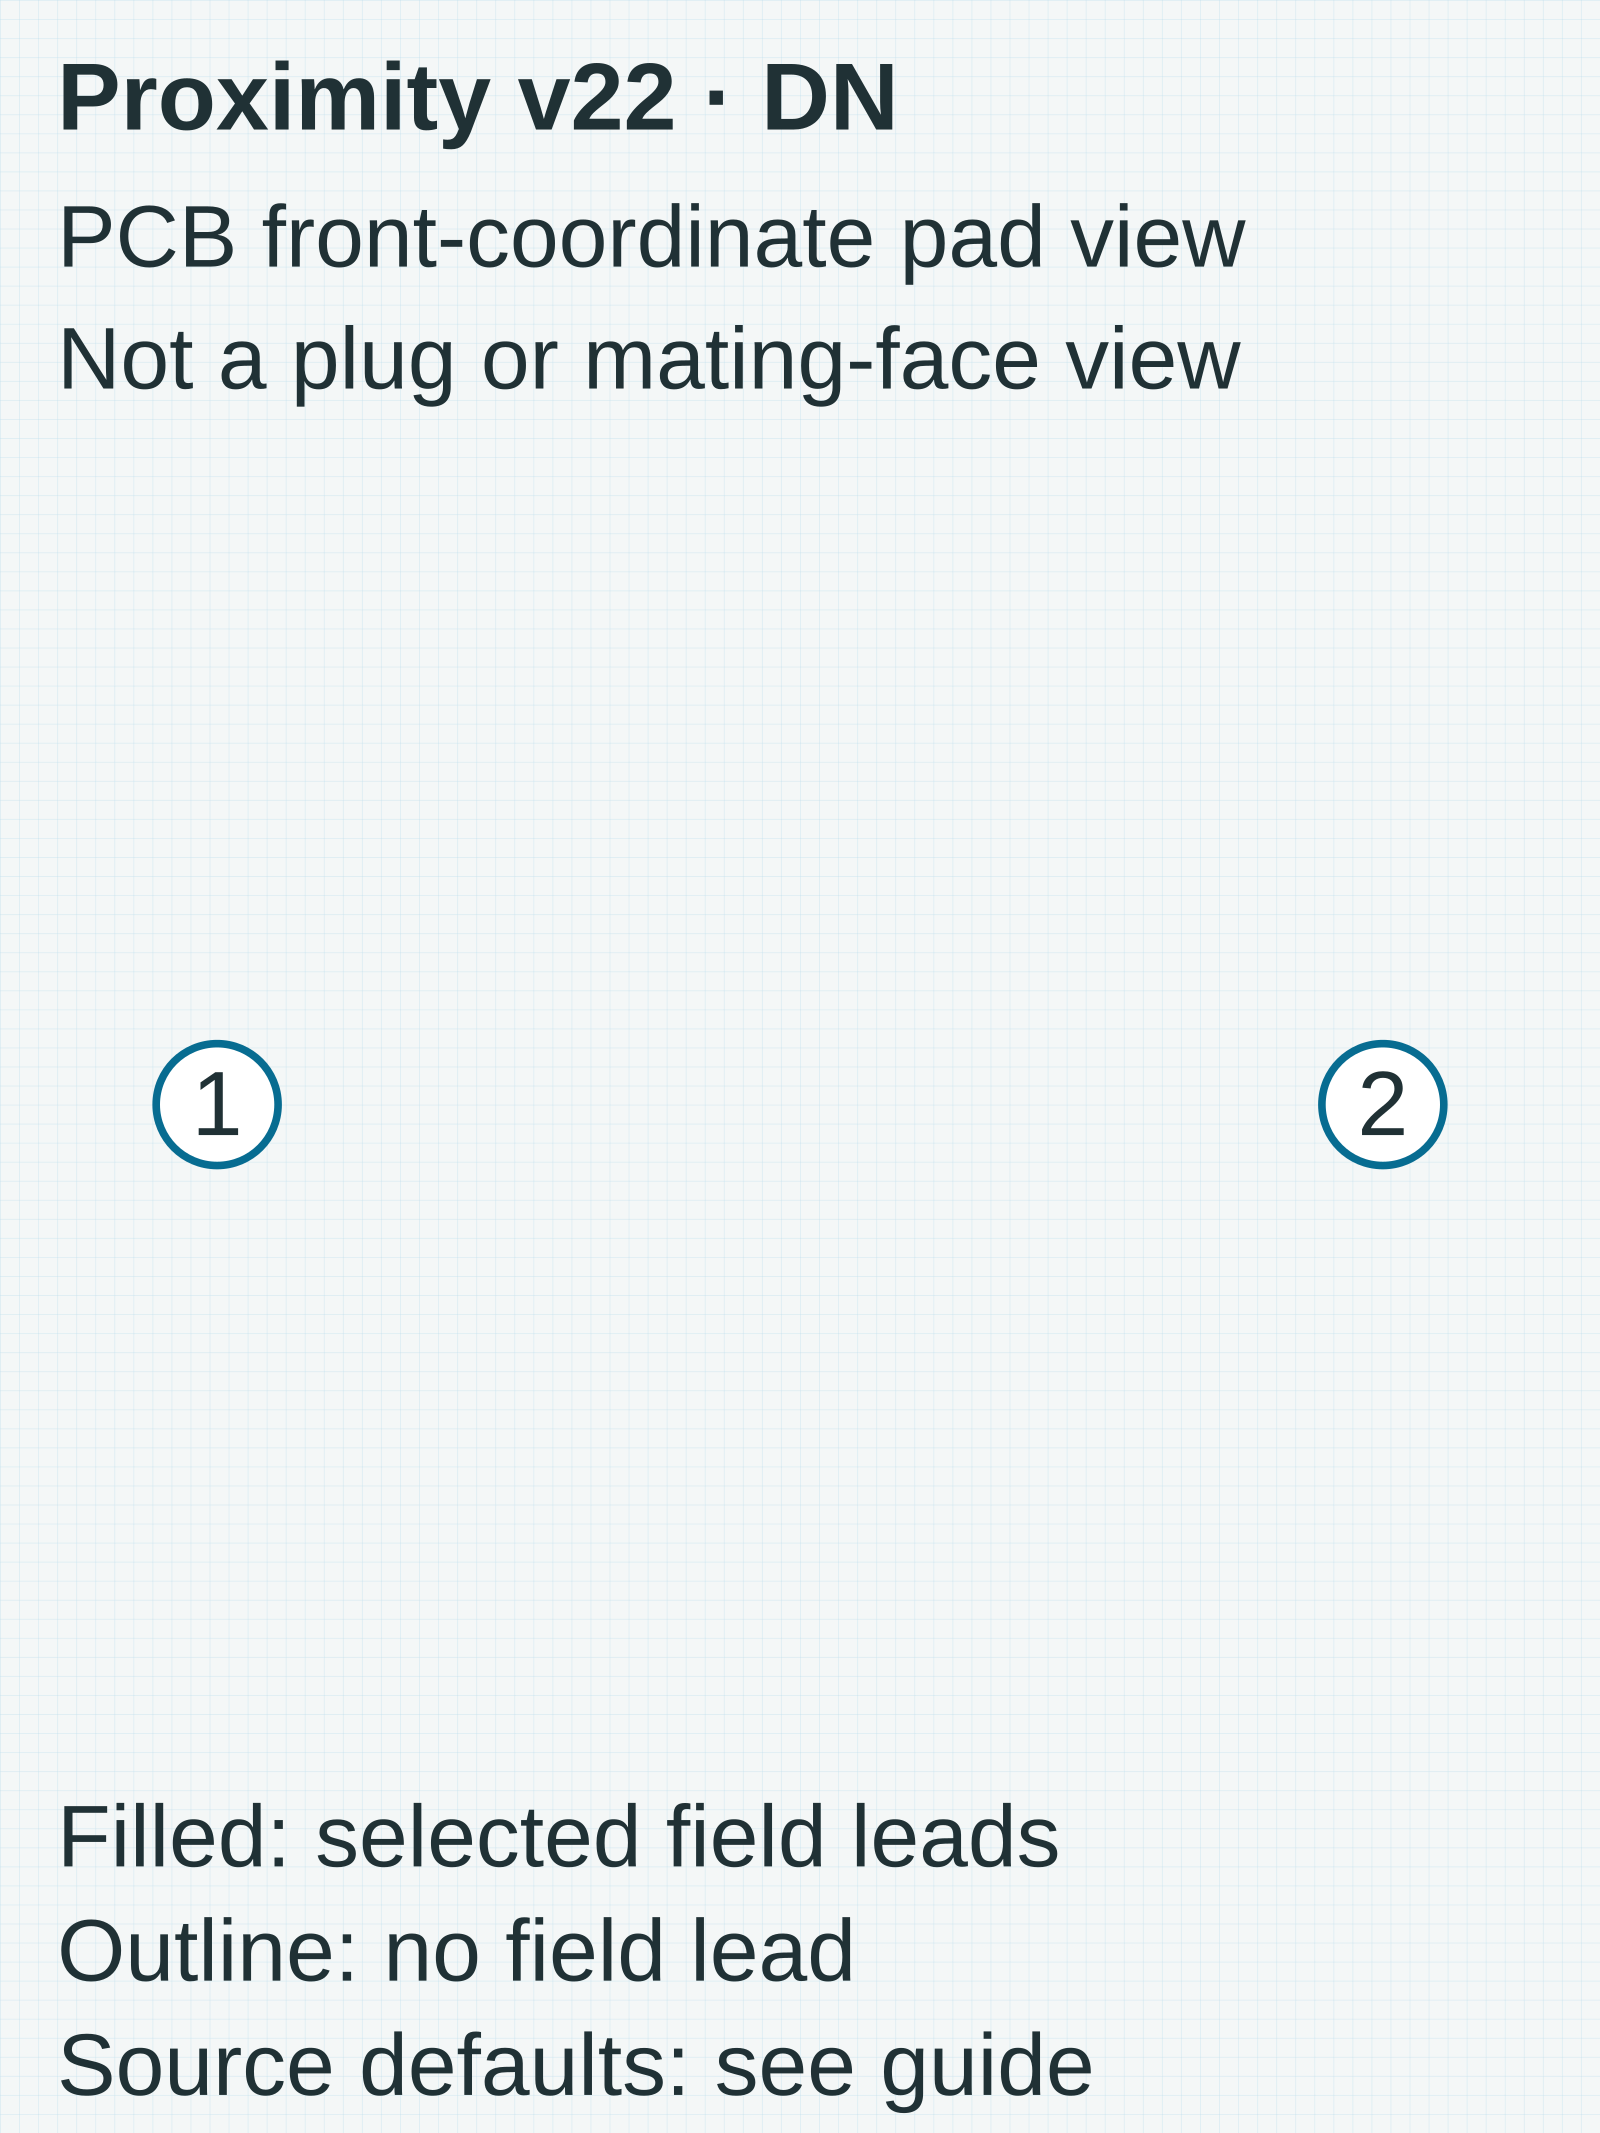 Proximity v22 · DN
PCB front-coordinate pad view
Not a plug or mating-face view
1 2
Filled: selected field leads
Outline: no field lead
Source defaults: see guide